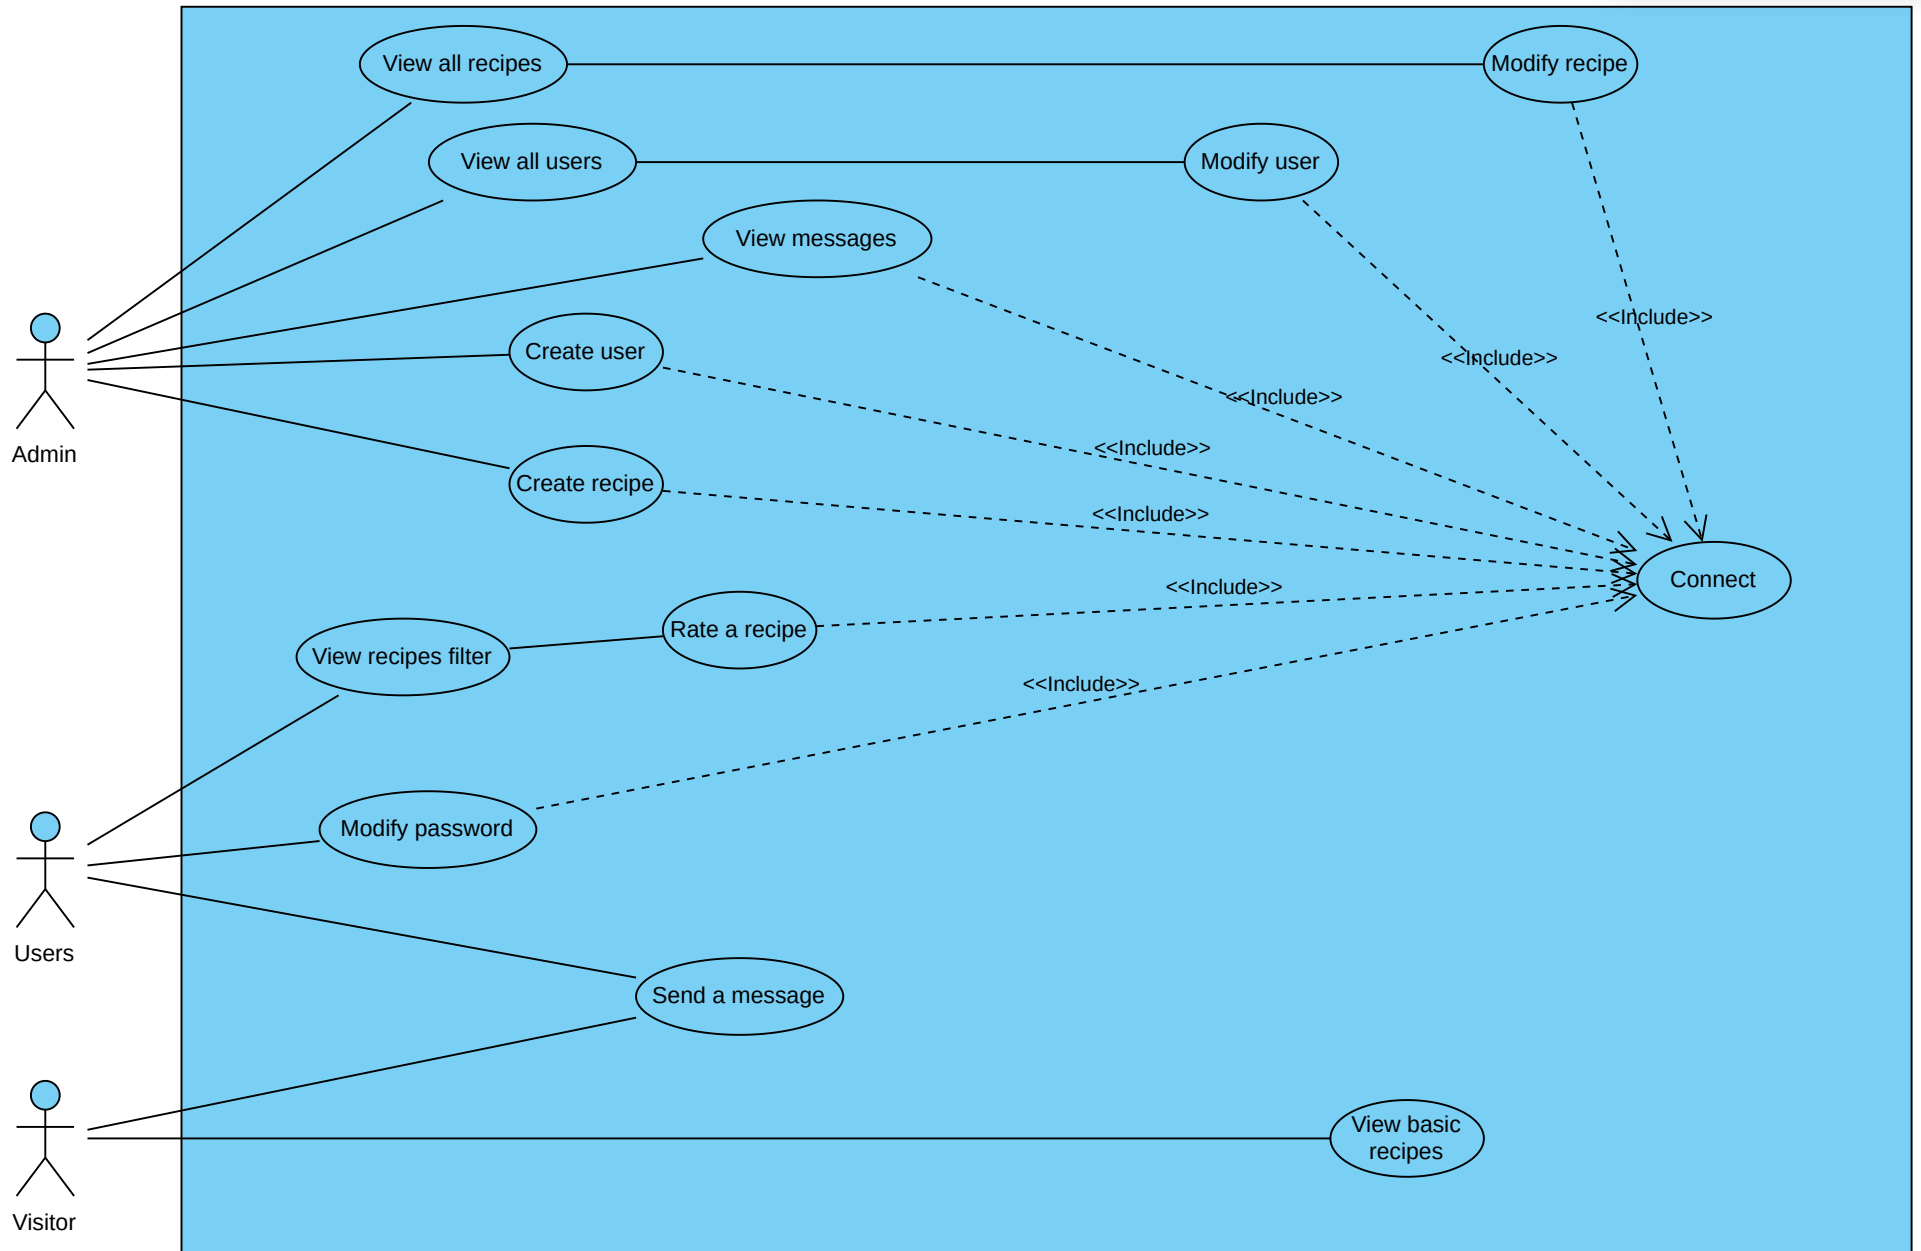 View all recipes
Modify recipe
View all users
Modify user
View messages
<<Include>>
Create user
<<Include>>
<<Include>>
Admin
<<Include>>
Create recipe
<<Include>>
Connect
<<Include>>
Rate a recipe
View recipes filter
<<Include>>
Modify password
Users
Send a message
View basic
recipes
Visitor